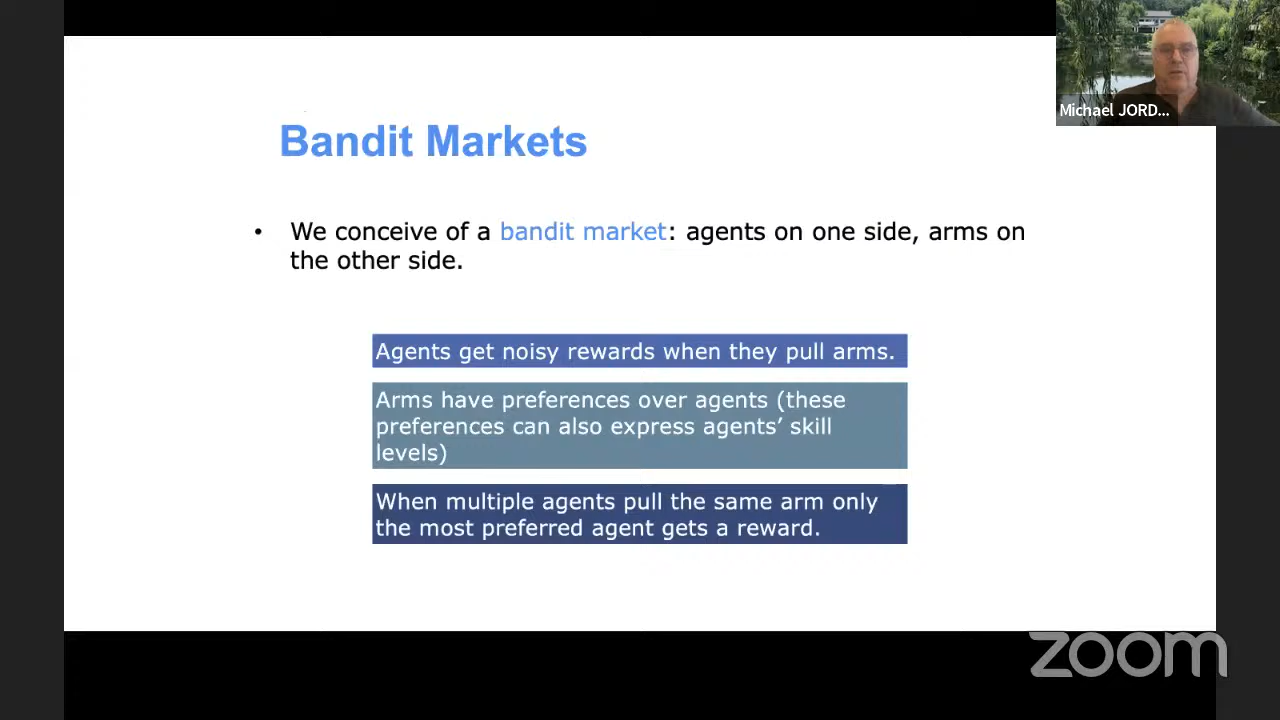 Michael JORD...
Bandit Markets
• We conceive of a bandit market: agents on one side, arms on
the other side.
Agents get noisy rewards when they pull arms.
Arms have preferences over agents (these
preferences can also express agents’ skill
levels)
When multiple agents pull the same arm only
the most preferred agent gets a reward.
zoom